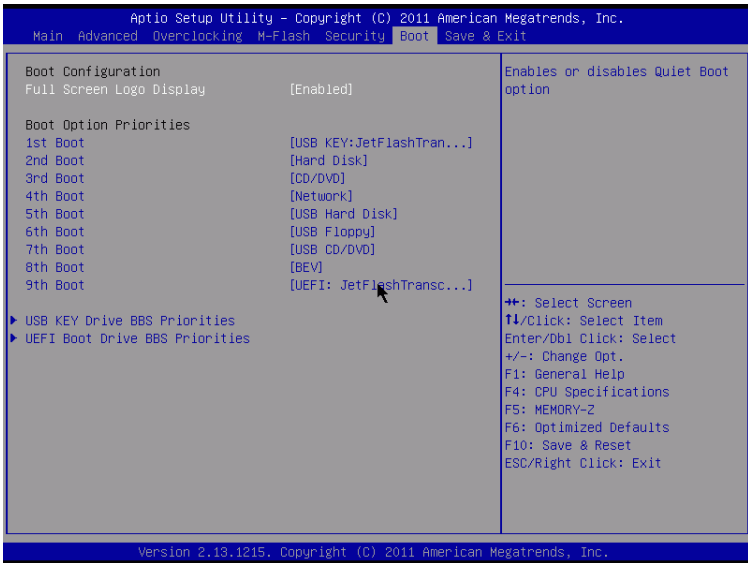 Aptio Setup Utility – Copyright (C) 2011 American Megatrends, Inc.
Main Advanced Overclocking M-Flash Security Boot Save & Exit
Boot Configuration
Full Screen Logo Display [Enabled]
Boot Option Priorities
1st Boot [USB KEY:JetFlashTran...]
2nd Boot [Hard Disk]
3rd Boot [CD/DVD]
4th Boot [Network]
5th Boot [USB Hard Disk]
6th Boot [USB Floppy]
7th Boot [USB CD/DVD]
8th Boot [BEV]
9th Boot [UEFI: JetFlashTransc...]
USB KEY Drive BBS Priorities
UEFI Boot Drive BBS Priorities
Enables or disables Quiet Boot
option
→←: Select Screen
↑↓/Click: Select Item
Enter/Dbl Click: Select
+/-: Change Opt.
F1: General Help
F4: CPU Specifications
F5: MEMORY-Z
F6: Optimized Defaults
F10: Save & Reset
ESC/Right Click: Exit
Version 2.13.1215. Copyright (C) 2011 American Megatrends, Inc.